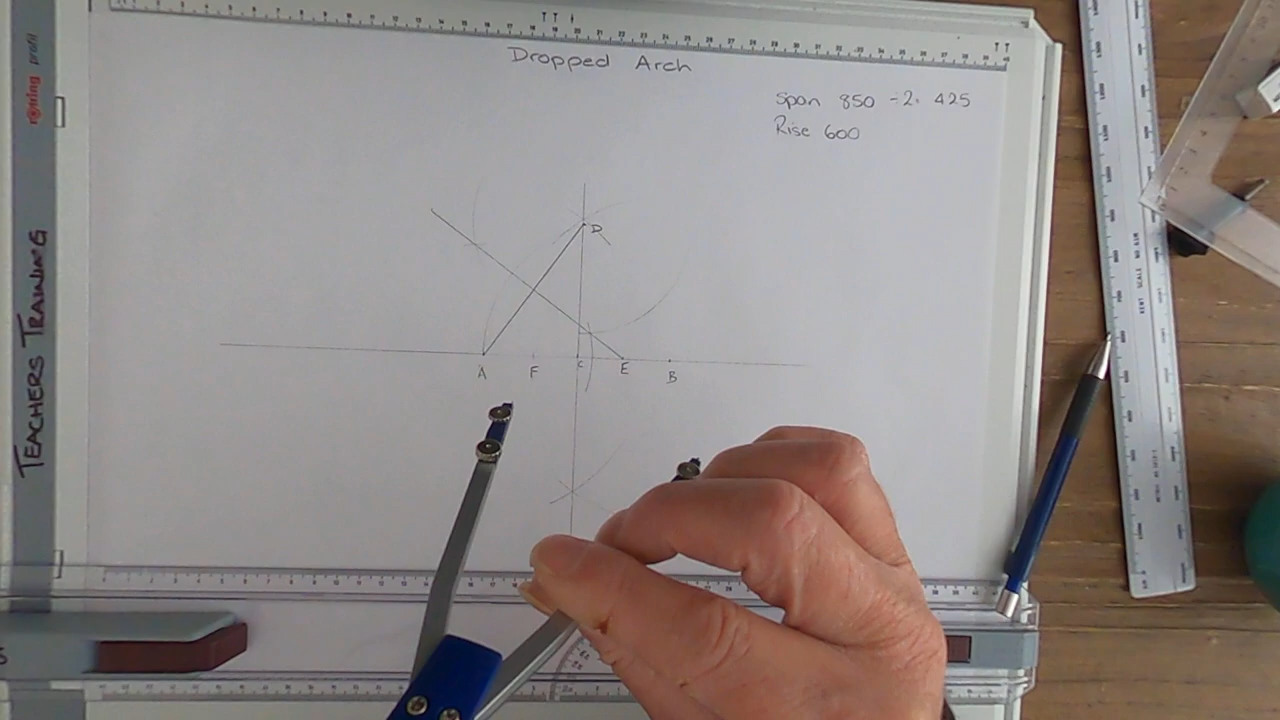 Dropped Arch
Span 850 ÷2. 425
Rise 600
D
A F C E B
TEACHERS TRAINING
rotring profil